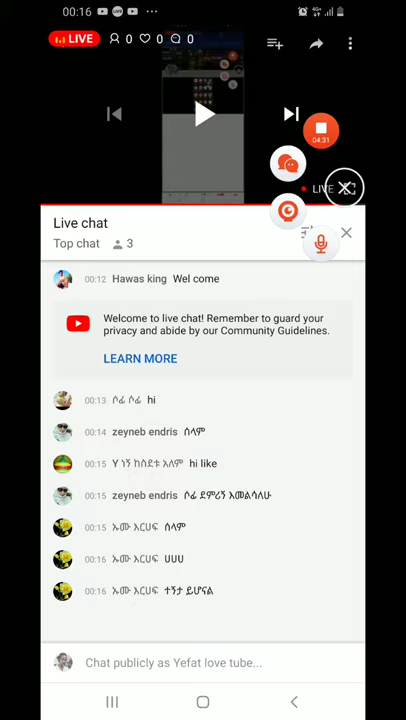 00:16
LIVE 0 0 0
04:31
LIVE
Live chat
Top chat 3
00:12 Hawas king Wel come
Welcome to live chat! Remember to guard your
privacy and abide by our Community Guidelines.
LEARN MORE
00:13 ሶፊ ሶፊ hi
00:14 zeyneb endris ሰላም
00:15 የ ነኝ ከስደቱ አለም hi like
00:15 zeyneb endris ሶፊ ደምሪኝ እመልሳለሁ
00:15 ኡሙ እርሀፍ ሰላም
00:16 ኡሙ እርሀፍ ሀሀሀ
00:16 ኡሙ እርሀፍ ተኝታ ይሆናል
Chat publicly as Yefat love tube...